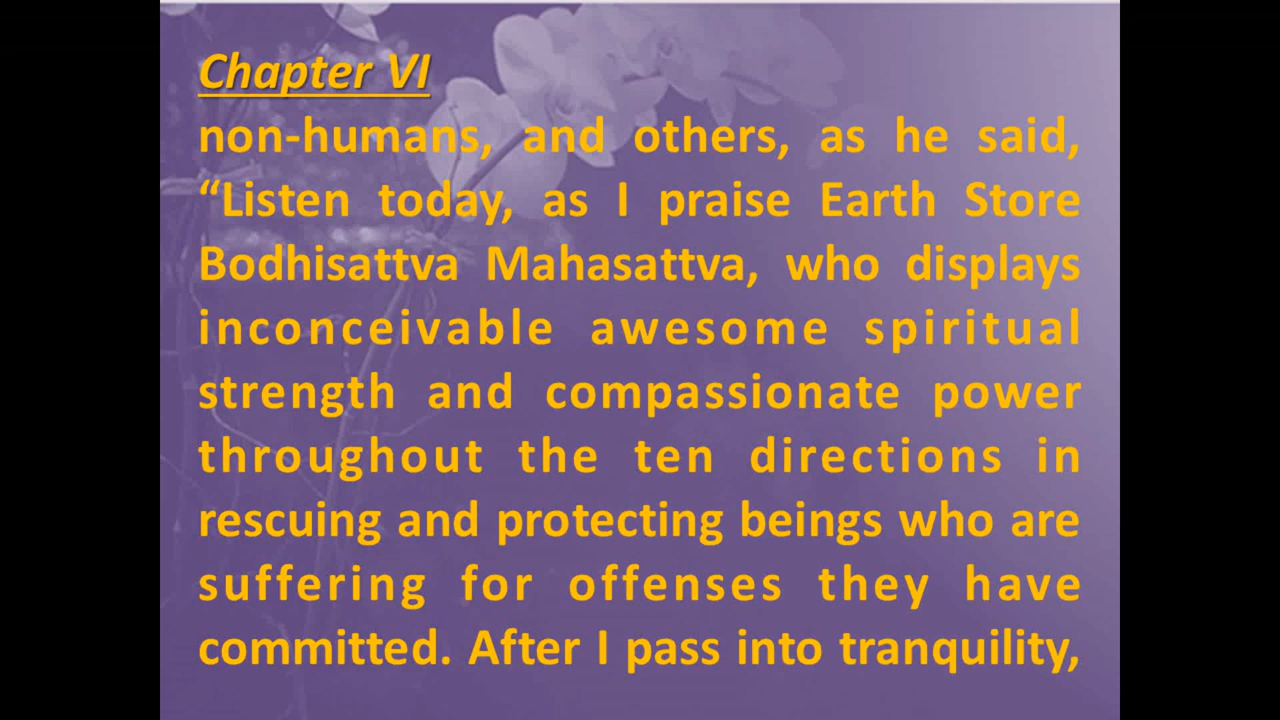 Chapter VI
non-humans, and others, as he said,
“Listen today, as I praise Earth Store
Bodhisattva Mahasattva, who displays
inconceivable awesome spiritual
strength and compassionate power
throughout the ten directions in
rescuing and protecting beings who are
suffering for offenses they have
committed. After I pass into tranquility,